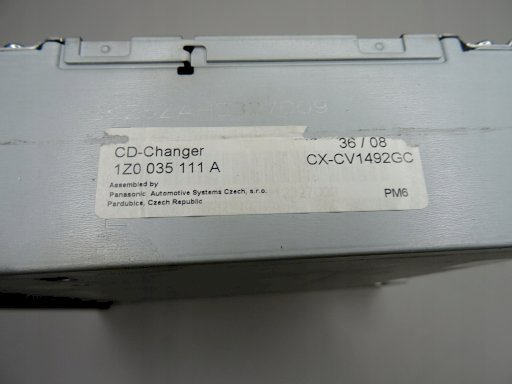 CD-Changer
36 / 08
1Z0 035 111 A
CX-CV1492GC
Assembled by
Panasonic Automotive Systems Czech, s.r.o.
Pardubice, Czech Republic
PM6